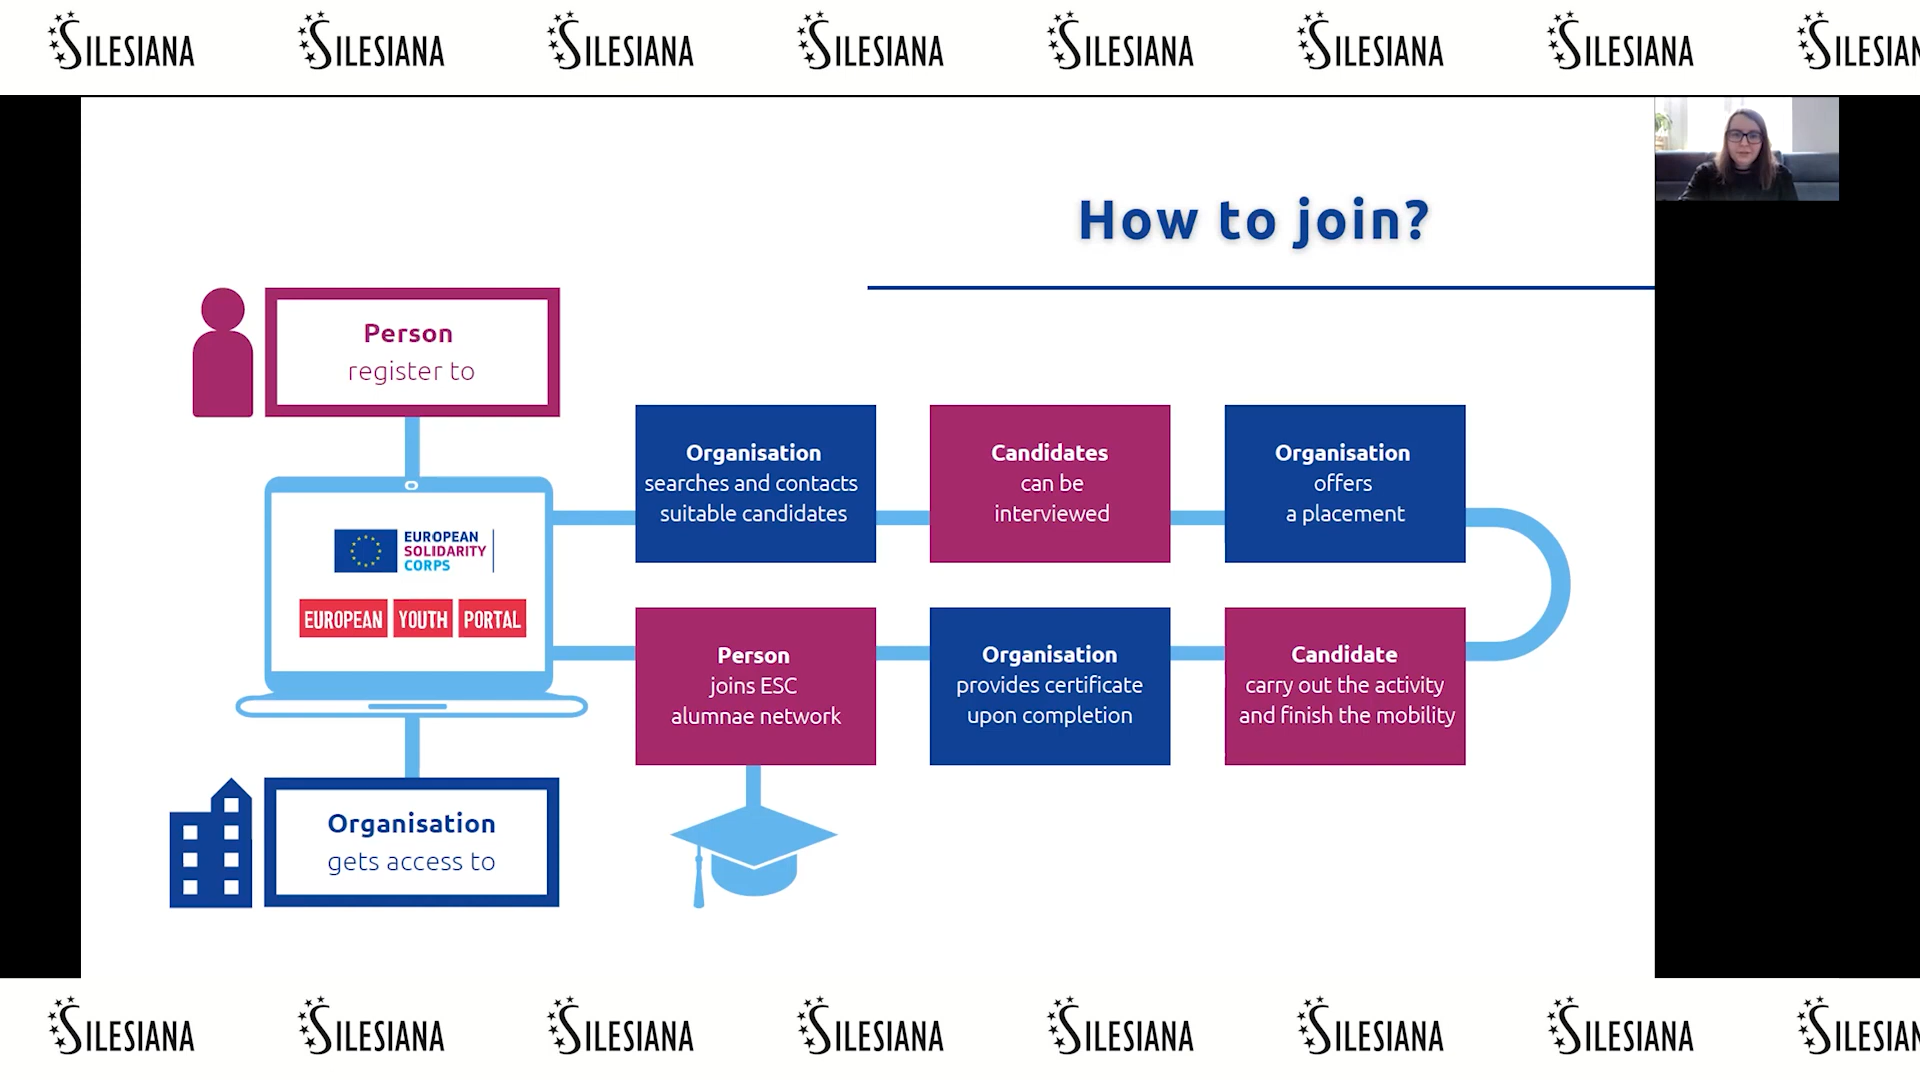 SILESIANA SILESIANA SILESIANA SILESIANA SILESIANA SILESIANA SILESIANA SILESIAN
How to join?
Person
register to
EUROPEAN
SOLIDARITY
CORPS
EUROPEAN YOUTH PORTAL
Organisation
gets access to
Organisation
searches and contacts
suitable candidates
Candidates
can be
interviewed
Organisation
offers
a placement
Person
joins ESC
alumnae network
Organisation
provides certificate
upon completion
Candidate
carry out the activity
and finish the mobility
SILESIANA SILESIANA SILESIANA SILESIANA SILESIANA SILESIANA SILESIANA SILESIAN